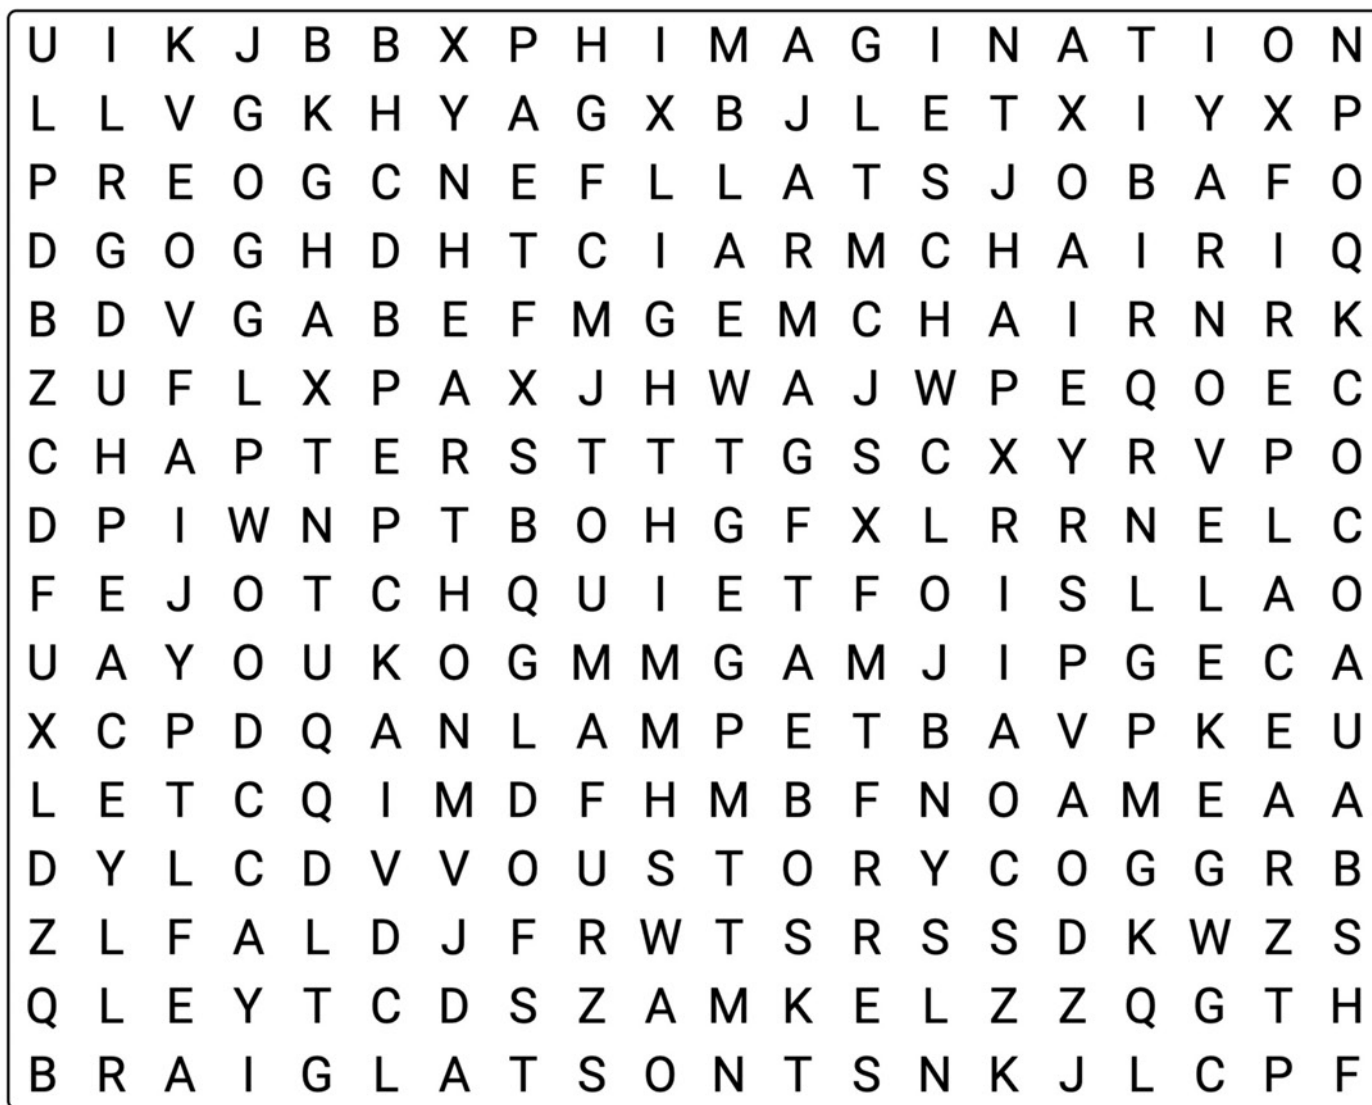 U I K J B B X P H I M A G I N A T I O N
L L V G K H Y A G X B J L E T X I Y X P
P R E O G C N E F L L A T S J O B A F O
D G O G H D H T C I A R M C H A I R I Q
B D V G A B E F M G E M C H A I R N R K
Z U F L X P A X J H W A J W P E Q O E C
C H A P T E R S T T T G S C X Y R V P O
D P I W N P T B O H G F X L R R N E L C
F E J O T C H Q U I E T F O I S L L A O
U A Y O U K O G M M G A M J I P G E C A
X C P D Q A N L A M P E T B A V P K E U
L E T C Q I M D F H M B F N O A M E A A
D Y L C D V V O U S T O R Y C O G G R B
Z L F A L D J F R W T S R S S D K W Z S
Q L E Y T C D S Z A M K E L Z Z Q G T H
B R A I G L A T S O N T S N K J L C P F